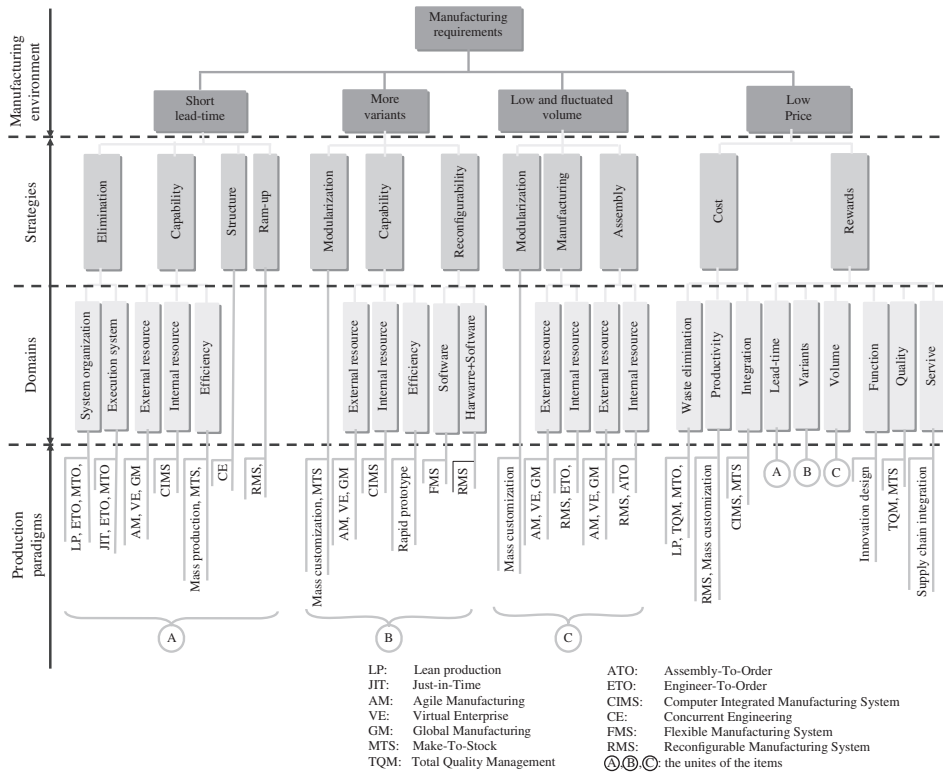 Manufacturing
requirements
Manufacturing
environment
Short
lead-time
More
variants
Low and fluctuated
volume
Low
Price
Strategies
Elimination
Capability
Structure
Ram-up
Modularization
Capability
Reconfigurability
Modularization
Manufacturing
Assembly
Cost
Rewards
Domains
System organization
Execution system
External resource
Internal resource
Efficiency
External resource
Internal resource
Efficiency
Software
Harwarre+Software
External resource
Internal resource
External resource
Internal resource
Waste elimination
Productivity
Integration
Lead-time
Variants
Volume
Function
Quality
Servive
Production
paradigms
LP, ETO, MTO,
JIT, ETO, MTO
AM, VE, GM
CIMS
Mass production, MTS,
CE
RMS,
Mass customization, MTS
AM, VE, GM
CIMS
Rapid prototype
FMS
RMS
Mass customization
AM, VE, GM
RMS, ETO,
AM, VE, GM
RMS, ATO
LP, TQM, MTO,
RMS, Mass customization
CIMS, MTS
A
B
C
Innovation design
TQM, MTS
Supply chain integration
A
B
C
LP: Lean production
JIT: Just-in-Time
AM: Agile Manufacturing
VE: Virtual Enterprise
GM: Global Manufacturing
MTS: Make-To-Stock
TQM: Total Quality Management
ATO: Assembly-To-Order
ETO: Engineer-To-Order
CIMS: Computer Integrated Manufacturing System
CE: Concurrent Engineering
FMS: Flexible Manufacturing System
RMS: Reconfigurable Manufacturing System
A, B, C: the unites of the items